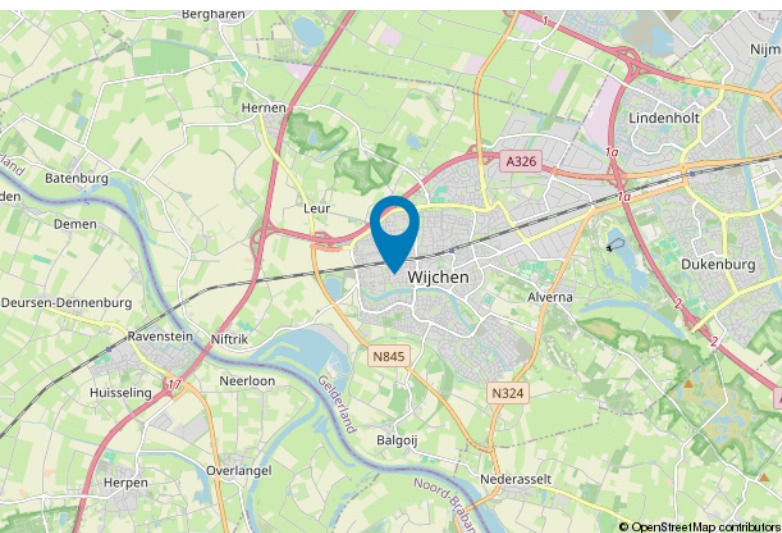 Bergharen
1
Nijm
Hernen
Lindenholt
1a
A326
land
Batenburg
den
1a
Leur
Demen
Wijchen
Dukenburg
Alverna
Deursen-Dennenburg
2
Ravenstein
Niftrik
2
N845
17
Neerloon
Huisseling
Gelderland
N324
A
Balgoij
Overlangel
Herpen
Nederasselt
Noord-Braban
© OpenStreetMap contributors